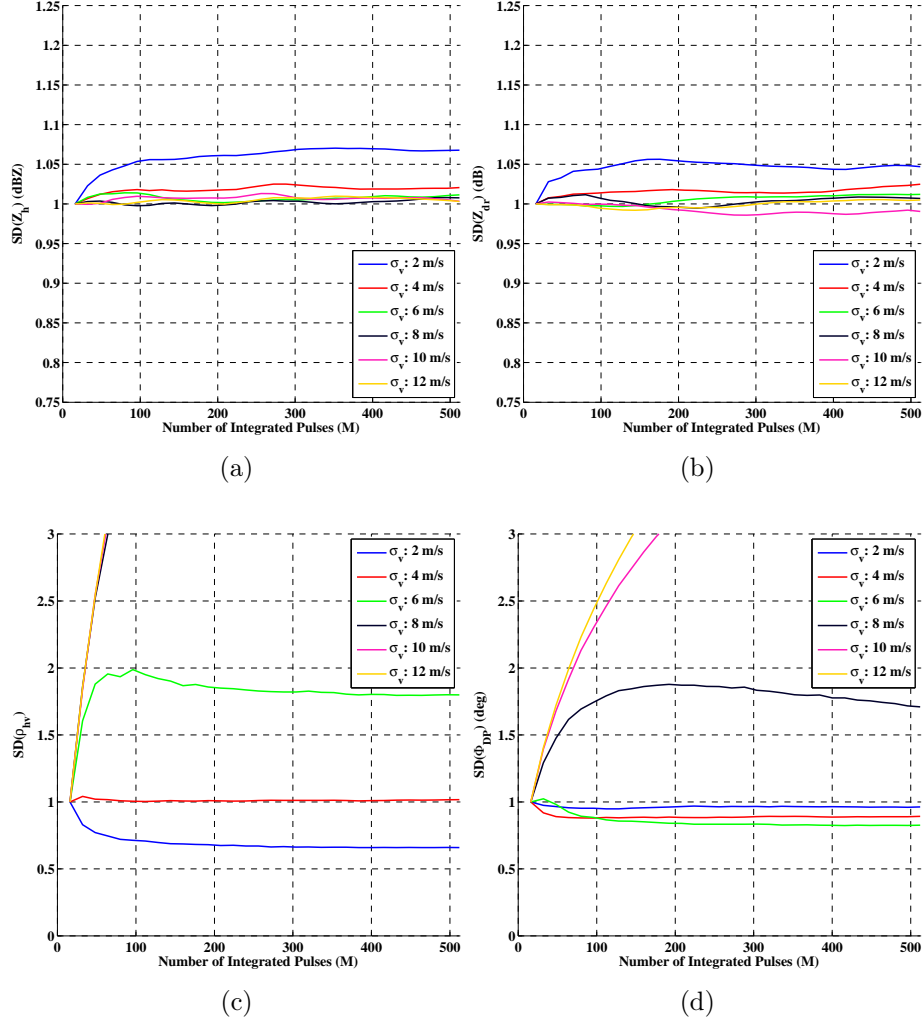 1.25
1.2
1.15
1.1
1.05
1
0.95
0.9
0.85
0.8
0.75
SD(Z_h) (dBZ)
0 100 200 300 400 500
Number of Integrated Pulses (M)
σ_v: 2 m/s
σ_v: 4 m/s
σ_v: 6 m/s
σ_v: 8 m/s
σ_v: 10 m/s
σ_v: 12 m/s
(a)
1.25
1.2
1.15
1.1
1.05
1
0.95
0.9
0.85
0.8
0.75
SD(Z_dr) (dB)
0 100 200 300 400 500
Number of Integrated Pulses (M)
σ_v: 2 m/s
σ_v: 4 m/s
σ_v: 6 m/s
σ_v: 8 m/s
σ_v: 10 m/s
σ_v: 12 m/s
(b)
3
2.5
2
1.5
1
0.5
0
SD(ρ_hv)
0 100 200 300 400 500
Number of Integrated Pulses (M)
σ_v: 2 m/s
σ_v: 4 m/s
σ_v: 6 m/s
σ_v: 8 m/s
σ_v: 10 m/s
σ_v: 12 m/s
(c)
3
2.5
2
1.5
1
0.5
0
SD(Φ_DP) (deg)
0 100 200 300 400 500
Number of Integrated Pulses (M)
σ_v: 2 m/s
σ_v: 4 m/s
σ_v: 6 m/s
σ_v: 8 m/s
σ_v: 10 m/s
σ_v: 12 m/s
(d)